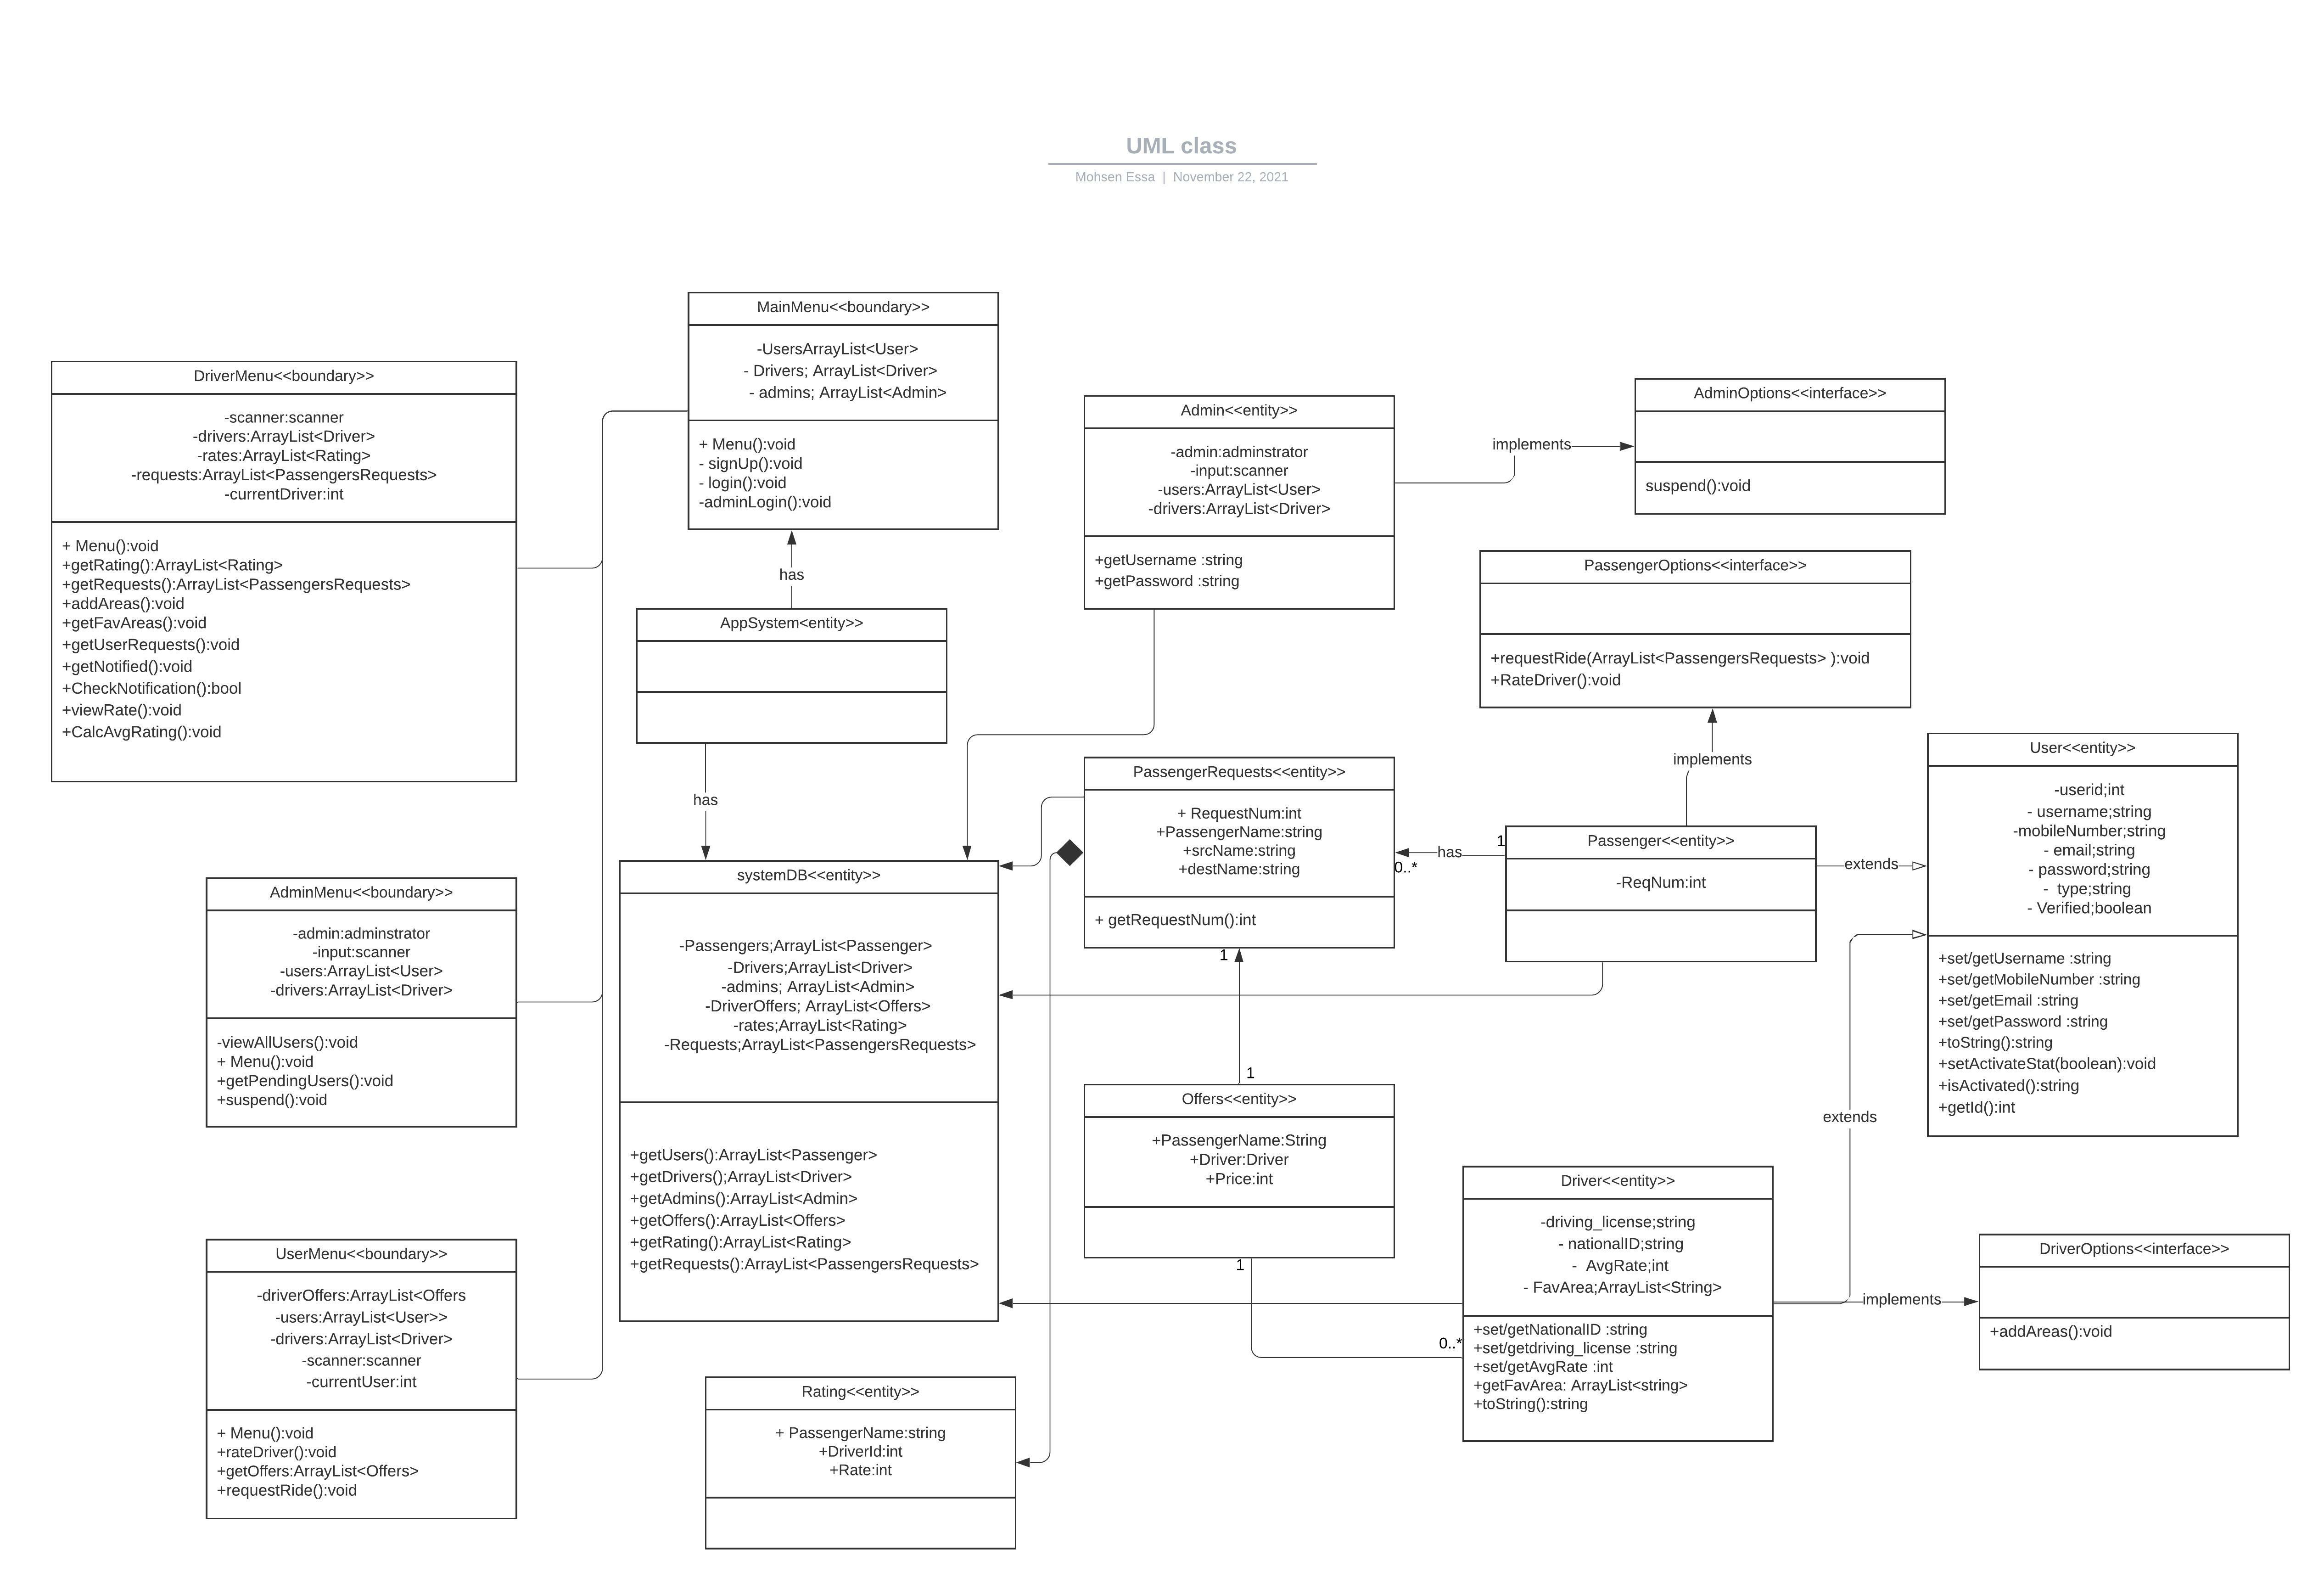 UML class
Mohsen Essa | November 22, 2021
MainMenu<<boundary>>
-UsersArrayList<User>
- Drivers; ArrayList<Driver>
- admins; ArrayList<Admin>
+ Menu():void
- signUp():void
- login():void
-adminLogin():void
DriverMenu<<boundary>>
-scanner:scanner
-drivers:ArrayList<Driver>
-rates:ArrayList<Rating>
-requests:ArrayList<PassengersRequests>
-currentDriver:int
+ Menu():void
+getRating():ArrayList<Rating>
+getRequests():ArrayList<PassengersRequests>
+addAreas():void
+getFavAreas():void
+getUserRequests():void
+getNotified():void
+CheckNotification():bool
+viewRate():void
+CalcAvgRating():void
Admin<<entity>>
-admin:adminstrator
-input:scanner
-users:ArrayList<User>
-drivers:ArrayList<Driver>
+getUsername :string
+getPassword :string
implements
AdminOptions<<interface>>
suspend():void
has
AppSystem<entity>>
has
PassengerOptions<<interface>>
+requestRide(ArrayList<PassengersRequests> ):void
+RateDriver():void
implements
PassengerRequests<<entity>>
+ RequestNum:int
+PassengerName:string
+srcName:string
+destName:string
+ getRequestNum():int
0..*
has
1
Passenger<<entity>>
-ReqNum:int
extends
User<<entity>>
-userid;int
- username;string
-mobileNumber;string
- email;string
- password;string
- type;string
- Verified;boolean
+set/getUsername :string
+set/getMobileNumber :string
+set/getEmail :string
+set/getPassword :string
+toString():string
+setActivateStat(boolean):void
+isActivated():string
+getId():int
AdminMenu<<boundary>>
-admin:adminstrator
-input:scanner
-users:ArrayList<User>
-drivers:ArrayList<Driver>
-viewAllUsers():void
+ Menu():void
+getPendingUsers():void
+suspend():void
systemDB<<entity>>
-Passengers;ArrayList<Passenger>
-Drivers;ArrayList<Driver>
-admins; ArrayList<Admin>
-DriverOffers; ArrayList<Offers>
-rates;ArrayList<Rating>
-Requests;ArrayList<PassengersRequests>
+getUsers():ArrayList<Passenger>
+getDrivers();ArrayList<Driver>
+getAdmins():ArrayList<Admin>
+getOffers():ArrayList<Offers>
+getRating():ArrayList<Rating>
+getRequests():ArrayList<PassengersRequests>
1
1
Offers<<entity>>
+PassengerName:String
+Driver:Driver
+Price:int
1
0..*
extends
Driver<<entity>>
-driving_license;string
- nationalID;string
- AvgRate;int
- FavArea;ArrayList<String>
+set/getNationalID :string
+set/getdriving_license :string
+set/getAvgRate :int
+getFavArea: ArrayList<string>
+toString():string
implements
DriverOptions<<interface>>
+addAreas():void
UserMenu<<boundary>>
-driverOffers:ArrayList<Offers
-users:ArrayList<User>>
-drivers:ArrayList<Driver>
-scanner:scanner
-currentUser:int
+ Menu():void
+rateDriver():void
+getOffers:ArrayList<Offers>
+requestRide():void
Rating<<entity>>
+ PassengerName:string
+DriverId:int
+Rate:int